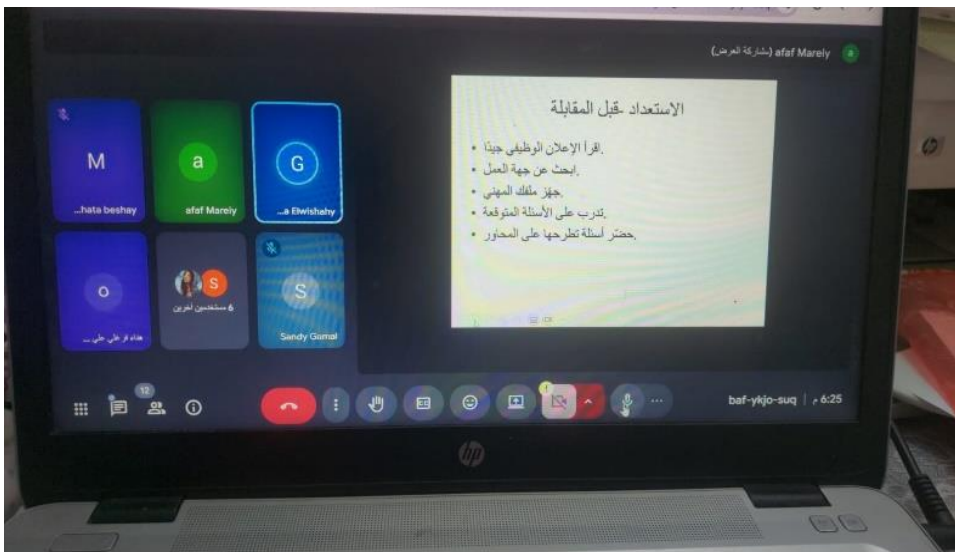 afaf Marely (مشاركة العرض)
a
الاستعداد -قبل المقابلة
• اقرأ الإعلان الوظيفي جيدًا.
• ابحث عن جهة العمل.
• جهز ملفك المهني.
• تدرب على الأسئلة المتوقعة.
• حضّر أسئلة تطرحها على المحاور.
M
...hata beshay
a
afaf Marely
G
...a Elwishahy
S
6 مستخدمين آخرين
S
Sandy Gamal
12
baf-ykjo-suq | 6:25 م
hp